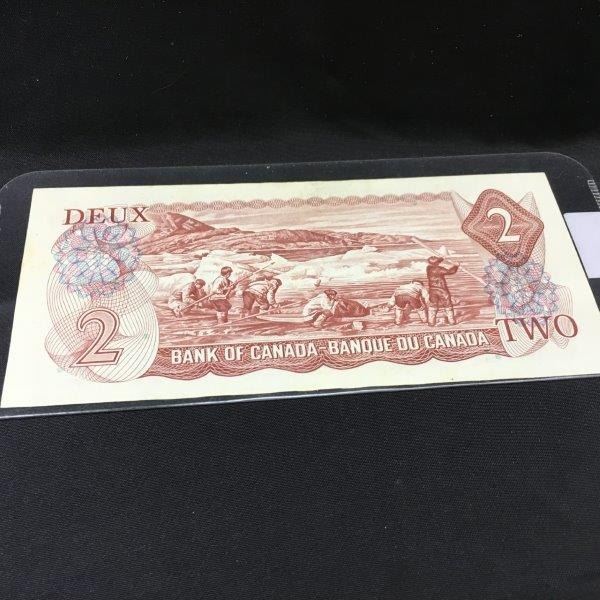 DEUX
2
2
BANK OF CANADA-BANQUE DU CANADA
TWO